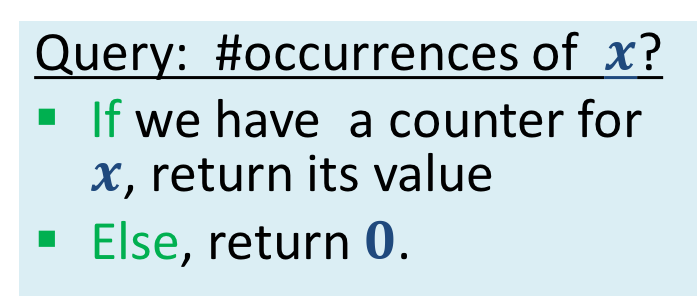 Query: #occurrences of x?
▪ If we have a counter for
x, return its value
▪ Else, return 0.